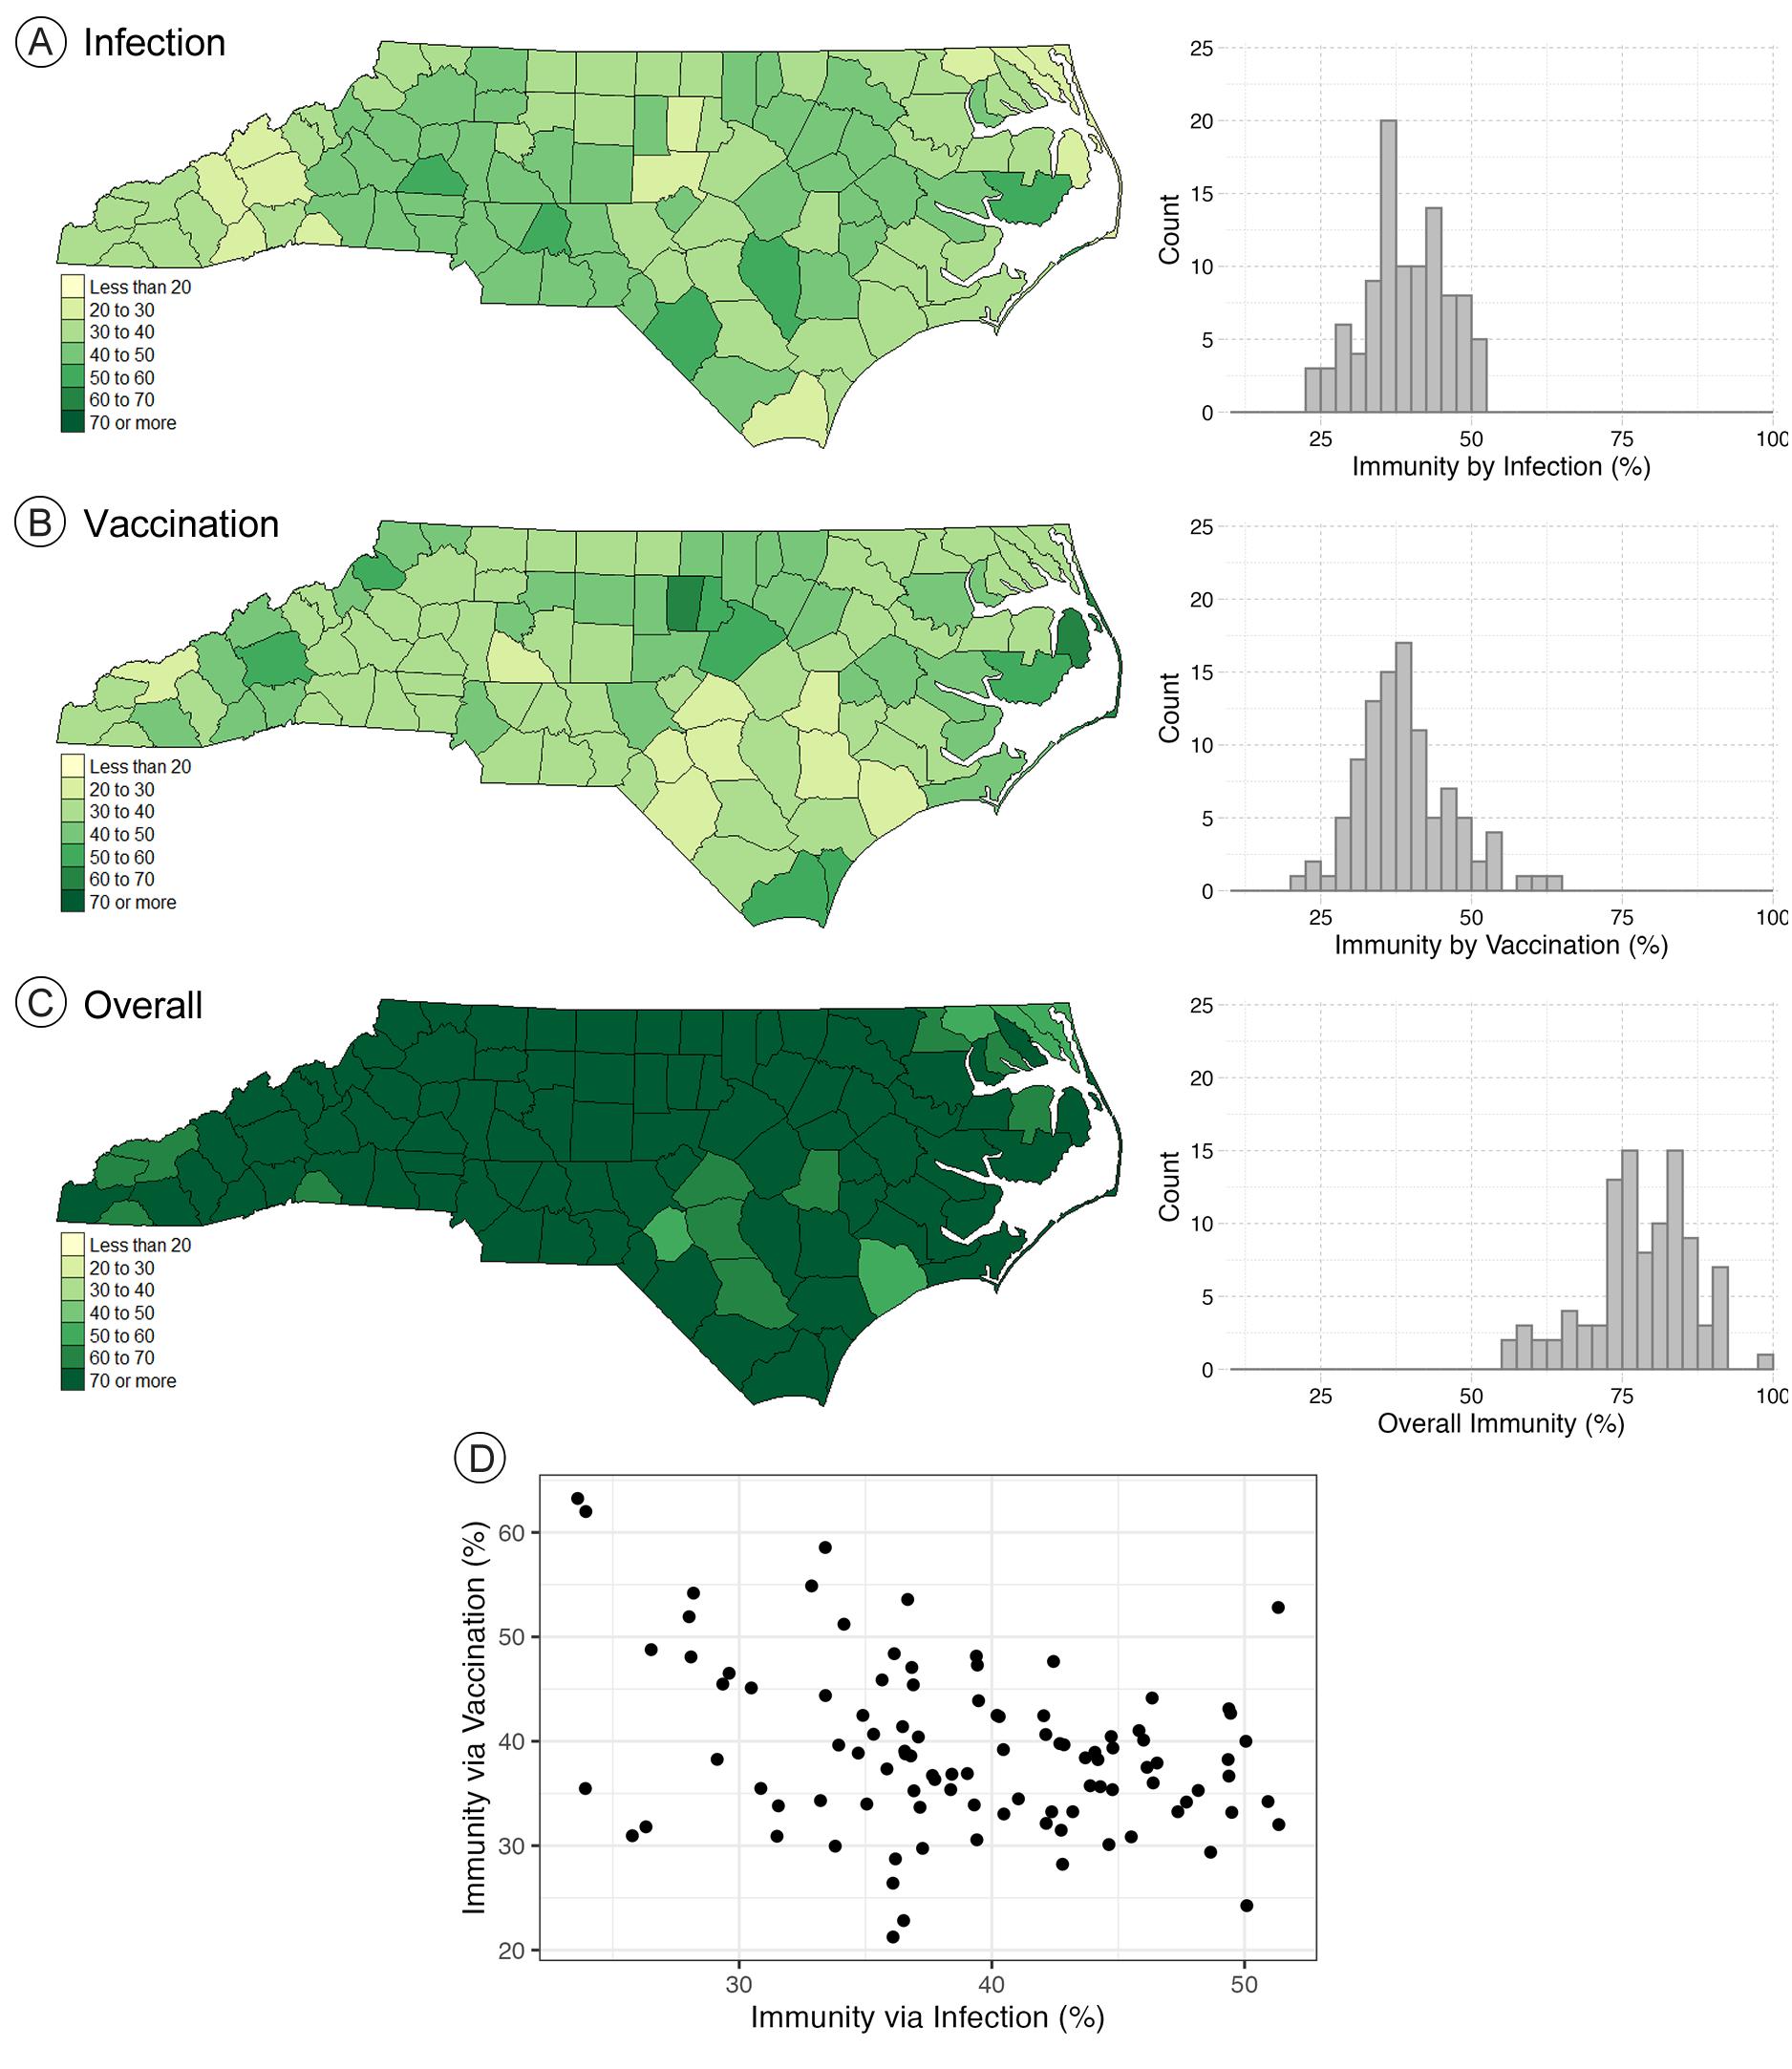 A Infection
Less than 20
20 to 30
30 to 40
40 to 50
50 to 60
60 to 70
70 or more
25
20
15
10
5
0
Count
25 50 75 100
Immunity by Infection (%)
B Vaccination
Less than 20
20 to 30
30 to 40
40 to 50
50 to 60
60 to 70
70 or more
25
20
15
10
5
0
Count
25 50 75 100
Immunity by Vaccination (%)
C Overall
Less than 20
20 to 30
30 to 40
40 to 50
50 to 60
60 to 70
70 or more
25
20
15
10
5
0
Count
25 50 75 100
Overall Immunity (%)
D
60
50
40
30
20
Immunity via Vaccination (%)
30 40 50
Immunity via Infection (%)